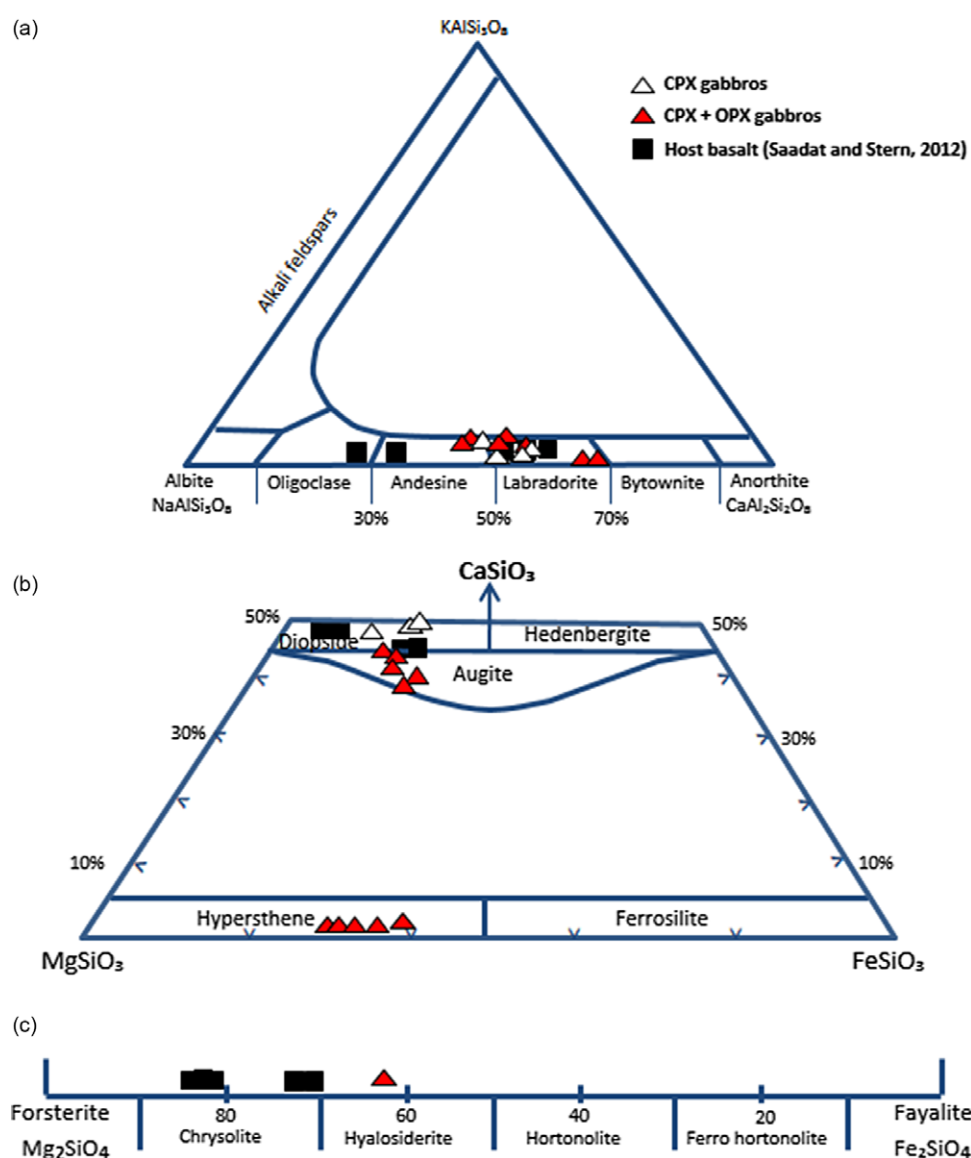 (a)
KAlSi₃O₈
CPX gabbros
CPX + OPX gabbros
Host basalt (Saadat and Stern, 2012)
Alkali feldspars
Albite
NaAlSi₃O₈
Oligoclase
Andesine
Labradorite
Bytownite
Anorthite
CaAl₂Si₂O₈
30%
50%
70%
(b)
CaSiO₃
50%
50%
Diopside
Hedenbergite
Augite
30%
30%
10%
10%
Hypersthene
Ferrosilite
MgSiO₃
FeSiO₃
(c)
Forsterite
Mg₂SiO₄
80
60
40
20
Fayalite
Fe₂SiO₄
Chrysolite
Hyalosiderite
Hortonolite
Ferro hortonolite